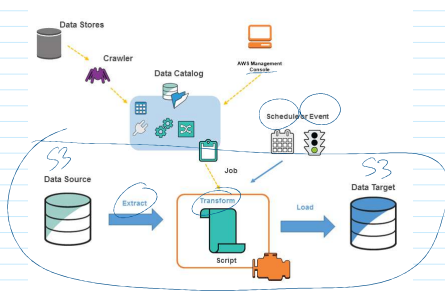 Data Stores
Crawler
AWS Management
Console
Data Catalog
Schedule or Event
Job
S3
S3
Data Source
Data Target
Extract
Transform
Load
Script